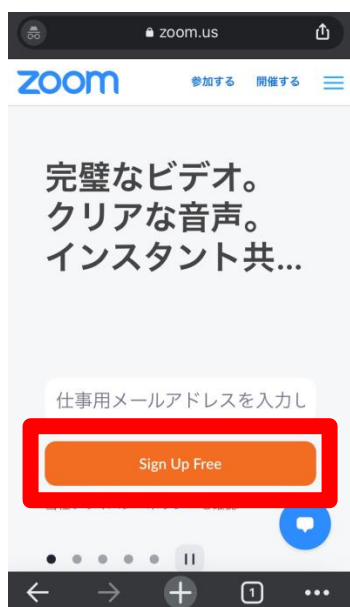 zoom.us
zoom 参加する 開催する
完璧なビデオ。
クリアな音声。
インスタント共...
仕事用メールアドレスを入力し
Sign Up Free
1